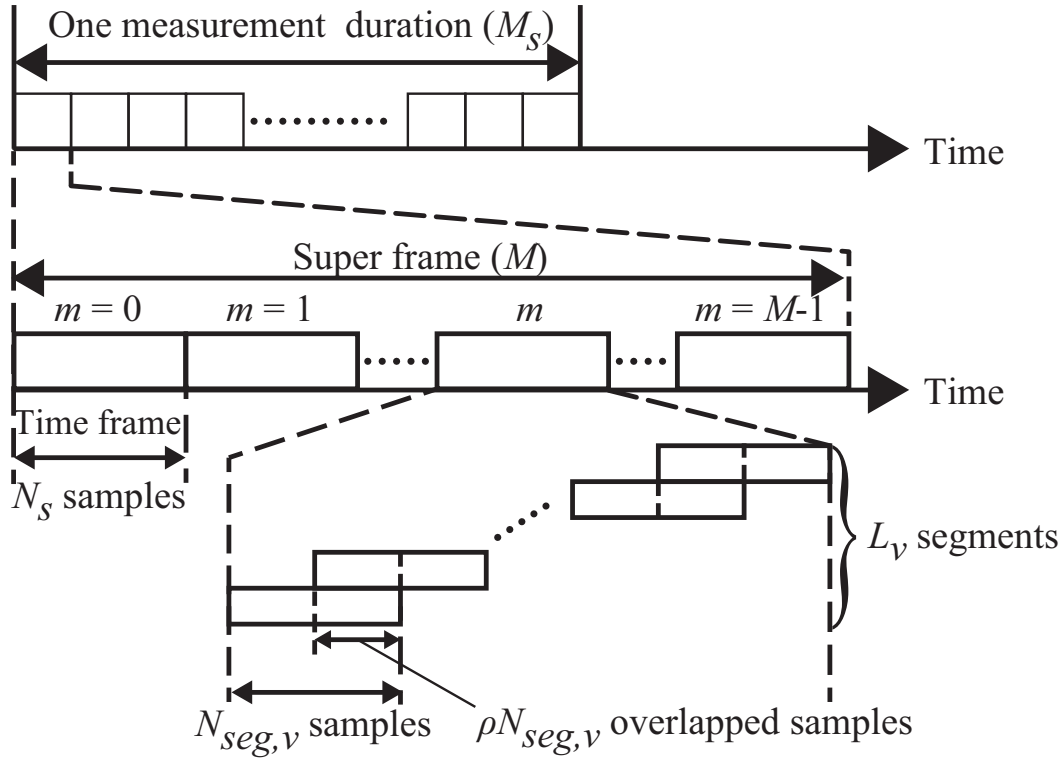 One measurement duration (M_s)
Time
Super frame (M)
m = 0 m = 1 m m = M-1
Time
Time frame
N_s samples
L_v segments
N_seg,v samples ρN_seg,v overlapped samples